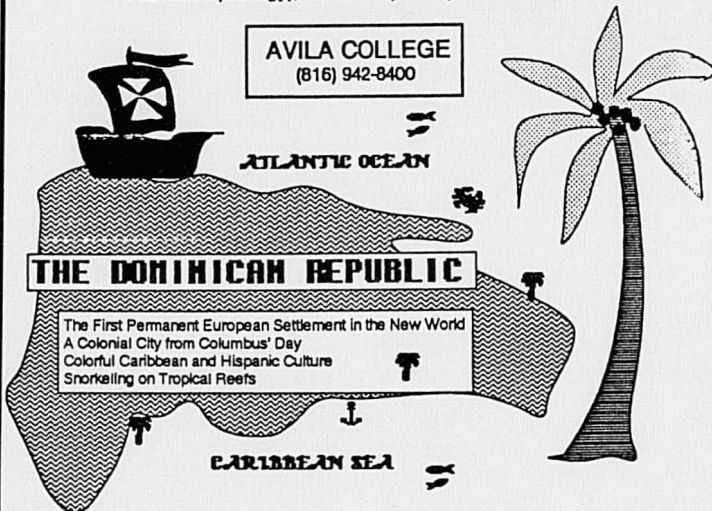 AVILA COLLEGE
(816) 942-8400
ATLANTIC OCEAN
THE DOMINICAN REPUBLIC
The First Permanent European Settlement in the New World
A Colonial City from Columbus' Day
Colorful Caribbean and Hispanic Culture
Snorkeling on Tropical Reefs
CARIBBEAN SEA